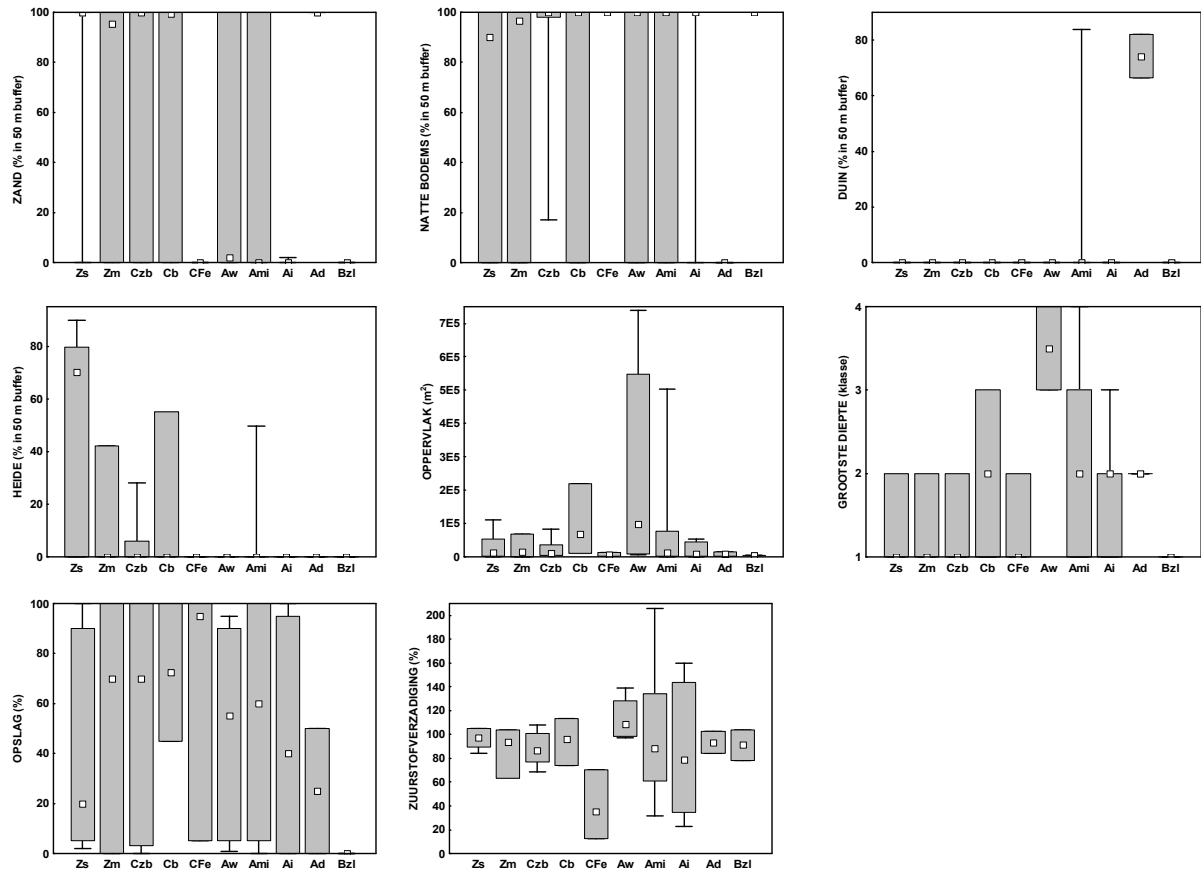 ZAND (% in 50 m buffer)
100
80
60
40
20
0
Zs Zm Czb Cb CFe Aw Ami Ai Ad Bzl
NATTE BODEMS (% in 50 m buffer)
100
80
60
40
20
0
Zs Zm Czb Cb CFe Aw Ami Ai Ad Bzl
DUIN (% in 50 m buffer)
80
60
40
20
0
Zs Zm Czb Cb CFe Aw Ami Ai Ad Bzl
HEIDE (% in 50 m buffer)
80
60
40
20
0
Zs Zm Czb Cb CFe Aw Ami Ai Ad Bzl
OPPERVLAK (m²)
7E5
6E5
5E5
4E5
3E5
2E5
1E5
0
Zs Zm Czb Cb CFe Aw Ami Ai Ad Bzl
GROOTSTE DIEPTE (klasse)
4
3
2
1
Zs Zm Czb Cb CFe Aw Ami Ai Ad Bzl
OPSLAG (%)
100
80
60
40
20
0
Zs Zm Czb Cb CFe Aw Ami Ai Ad Bzl
ZUURSTOFVERZADIGING (%)
200
180
160
140
120
100
80
60
40
20
0
Zs Zm Czb Cb CFe Aw Ami Ai Ad Bzl